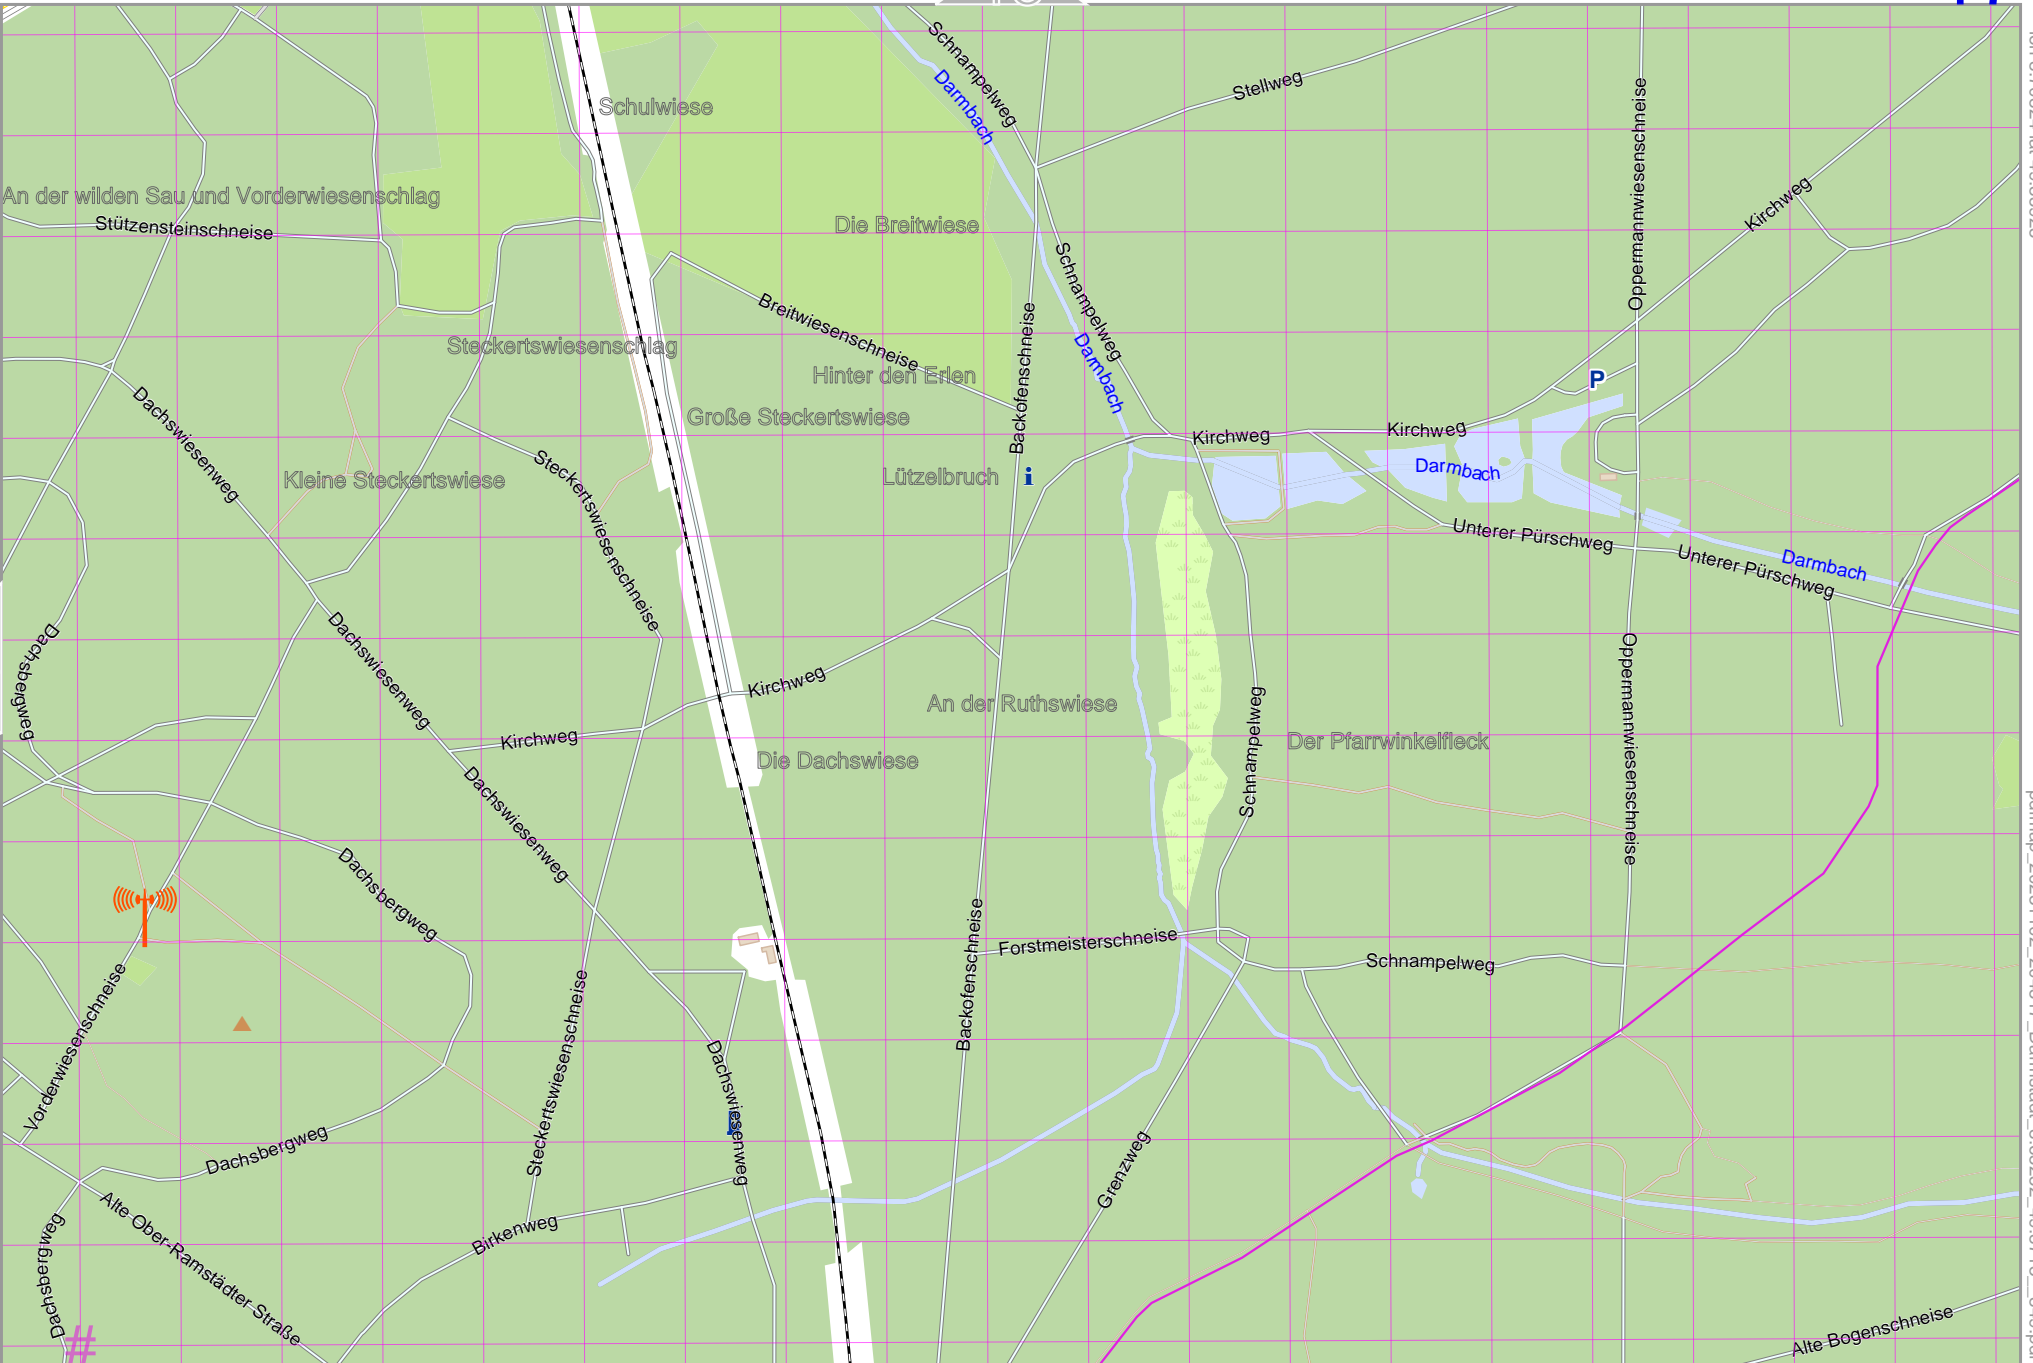 Schnampelweg
Darmbach
Stellweg
Schulwiese
Oppermannwiesenschneise
An der wilden Sau und Vorderwiesenschlag
Stützensteinschneise
Die Breitwiese
Kirchweg
Schnampelweg
Breitwiesenschneise
Backofenschneise
Darmbach
Steckertswiesenschlag
Hinter den Erlen
P
Große Steckertswiese
Dachswiesenweg
Kirchweg
Kirchweg
Steckertswiesenschneise
Kleine Steckertswiese
Lützelbruch
i
Darmbach
Unterer Pürschweg
Unterer Pürschweg
Darmbach
Dachsbergweg
Dachswiesenweg
Oppermannwiesenschneise
Kirchweg
An der Ruthswiese
Schnampelweg
Kirchweg
Der Pfarrwinkelfleck
Die Dachswiese
Dachswiesenweg
Dachsbergweg
Backofenschneise
Forstmeisterschneise
Schnampelweg
Vorderwiesenschneise
Steckertswiesenschneise
Dachswiesenweg
Dachsbergweg
Grenzweg
Alte Ober-Ramstädter Straße
Birkenweg
Dachsbergweg
Alte Bogenschneise
#